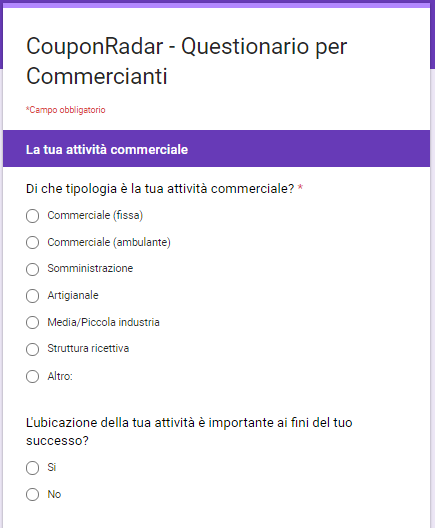 CouponRadar - Questionario per
Commercianti
*Campo obbligatorio
La tua attività commerciale
Di che tipologia è la tua attività commerciale? *
Commerciale (fissa)
Commerciale (ambulante)
Somministrazione
Artigianale
Media/Piccola industria
Struttura ricettiva
Altro:
L'ubicazione della tua attività è importante ai fini del tuo
successo?
Si
No